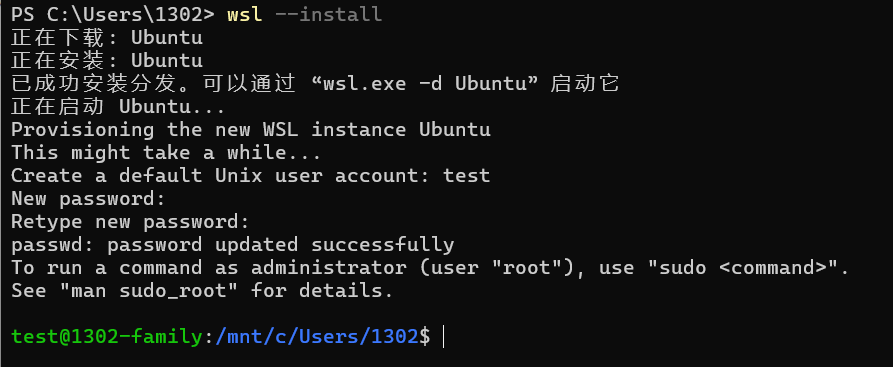 PS C:\Users\1302> wsl --install
正在下载: Ubuntu
正在安装: Ubuntu
已成功安装分发。可以通过 “wsl.exe -d Ubuntu” 启动它
正在启动 Ubuntu...
Provisioning the new WSL instance Ubuntu
This might take a while...
Create a default Unix user account: test
New password:
Retype new password:
passwd: password updated successfully
To run a command as administrator (user "root"), use "sudo <command>".
See "man sudo_root" for details.
test@1302-family:/mnt/c/Users/1302$